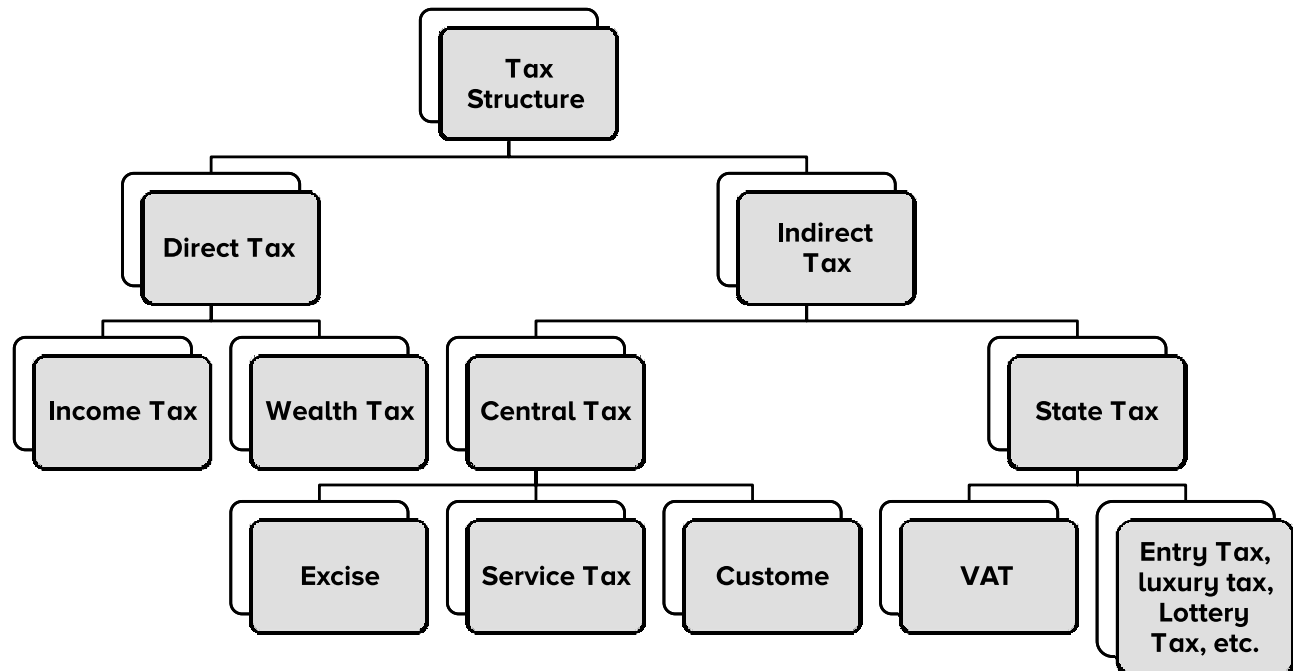 Tax
Structure
Direct Tax
Indirect
Tax
Income Tax
Wealth Tax
Central Tax
State Tax
Excise
Service Tax
Custome
VAT
Entry Tax,
luxury tax,
Lottery
Tax, etc.